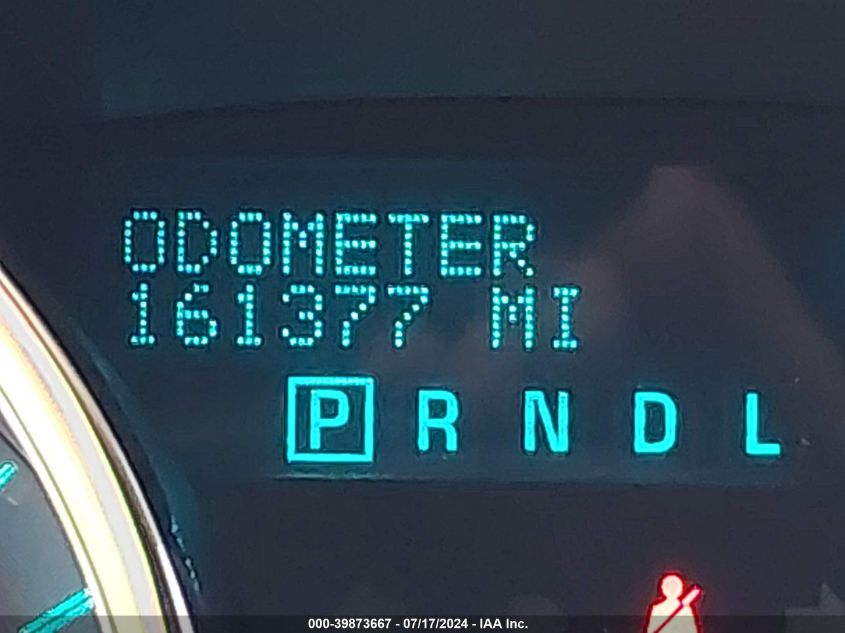 ODOMETER
161377 MI
P R N D L
000-39873667 - 07/17/2024 - IAA Inc.